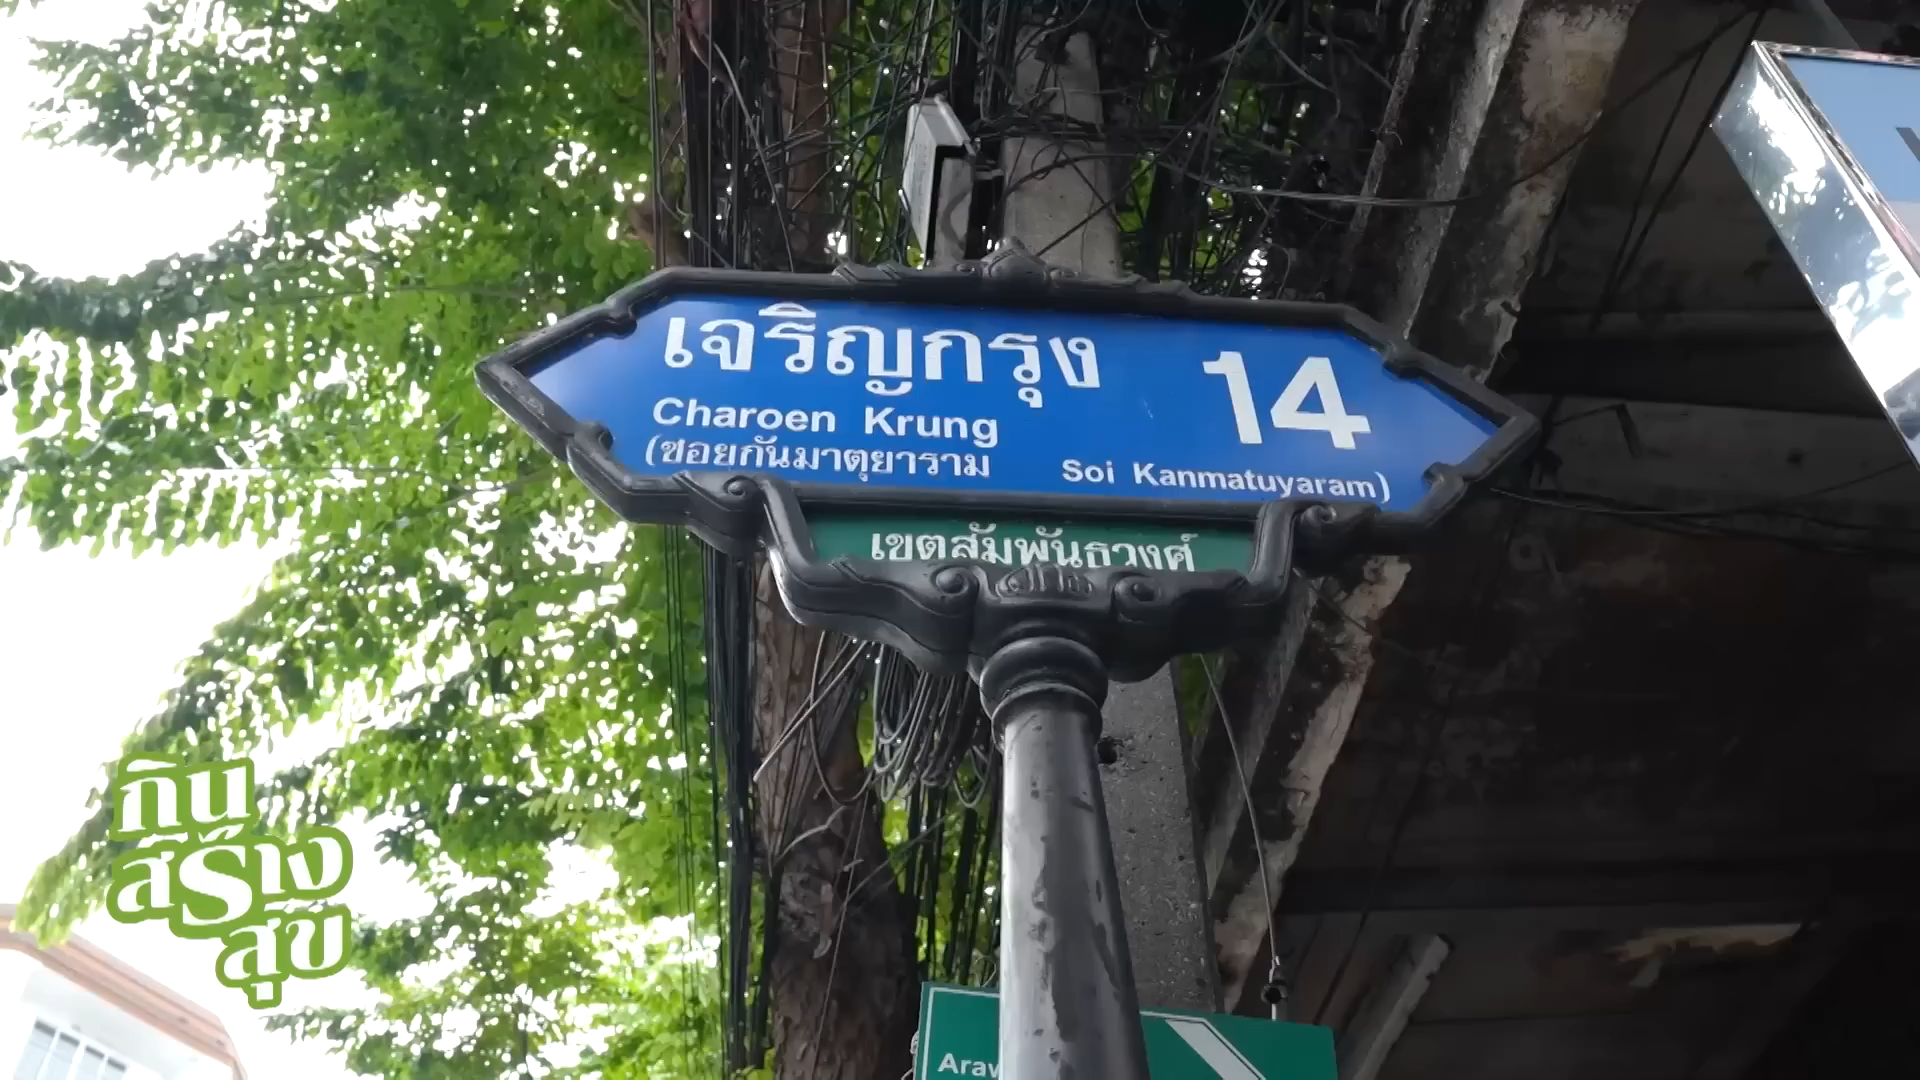 เจริญกรุง 14
Charoen Krung
(ซอยกันมาตุยาราม Soi Kanmatuyaram)
เขตสัมพันธวงศ์
กิน
สร้าง
สุข